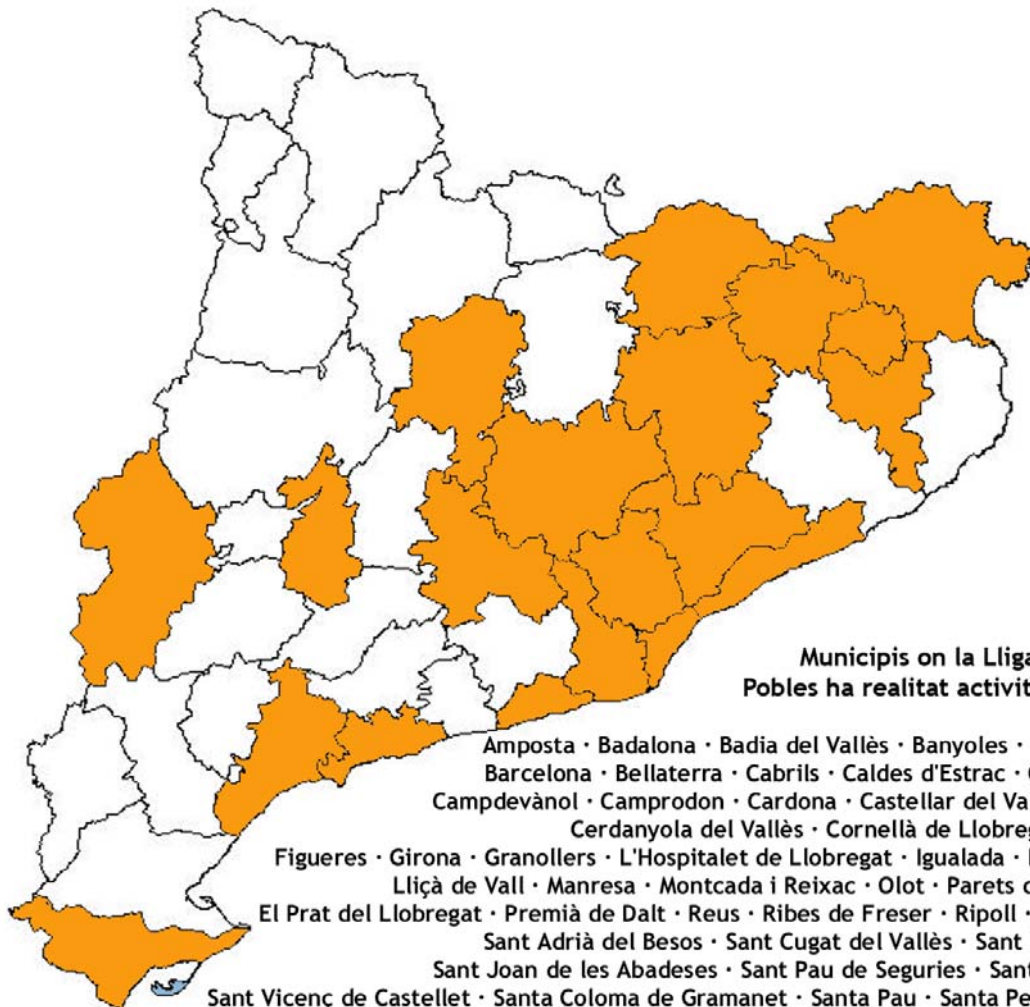 Municipis on la Lliga
Pobles ha realitat activit
Amposta · Badalona · Badia del Vallès · Banyoles ·
Barcelona · Bellaterra · Cabrils · Caldes d'Estrac ·
Campdevànol · Camprodon · Cardona · Castellar del Va
Cerdanyola del Vallès · Cornellà de Llobreg
Figueres · Girona · Granollers · L'Hospitalet de Llobregat · Igualada ·
Lliçà de Vall · Manresa · Montcada i Reixac · Olot · Parets
El Prat del Llobregat · Premià de Dalt · Reus · Ribes de Freser · Ripoll ·
Sant Adrià del Besos · Sant Cugat del Vallès · Sant
Sant Joan de les Abadeses · Sant Pau de Seguries · Sant
Sant Vicenç de Castellet · Santa Coloma de Gramanet · Santa Pau · Santa Pe